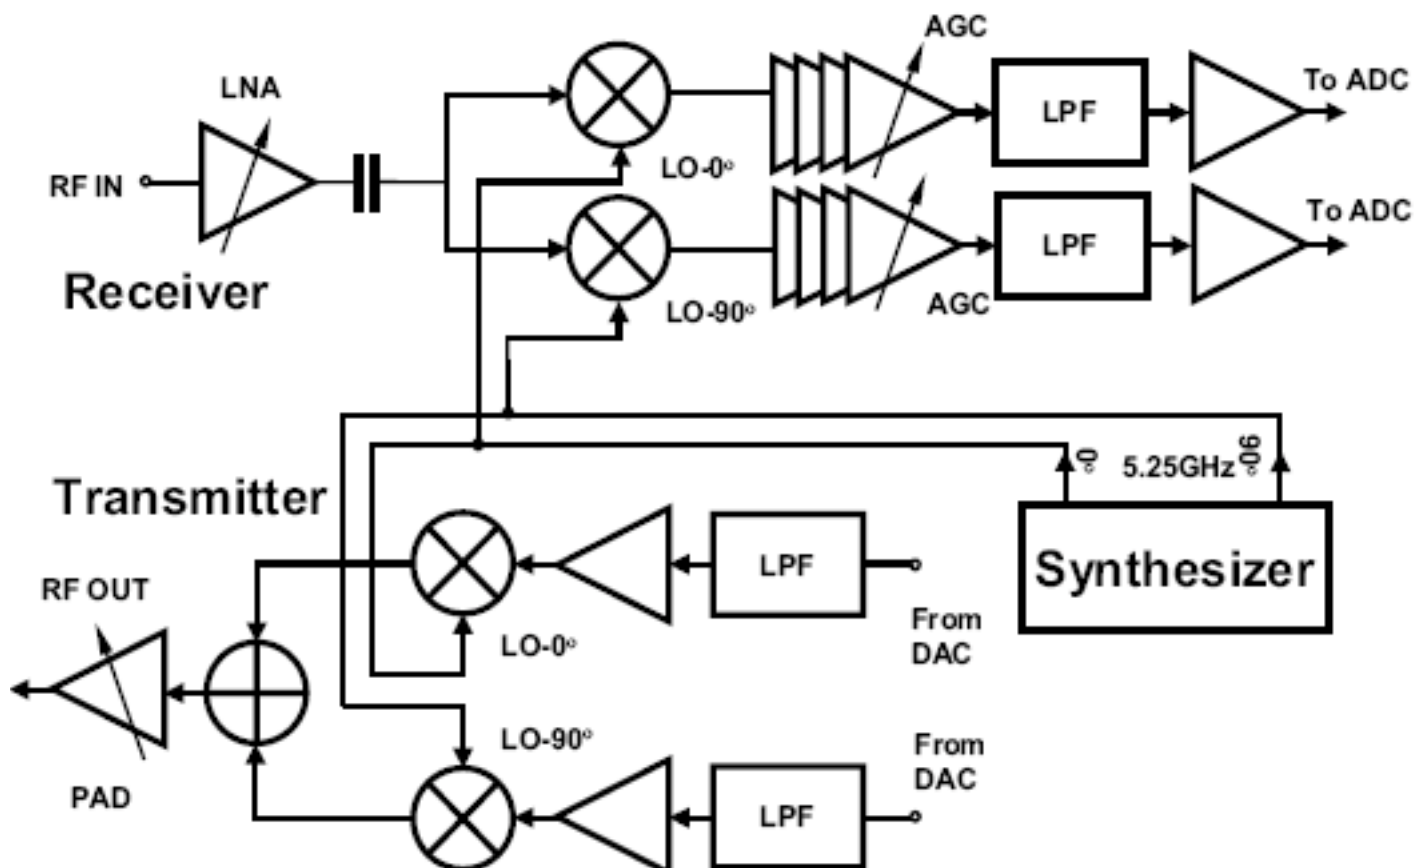 AGC
LNA
To ADC
LPF
RF IN
LO-0°
To ADC
LPF
Receiver
LO-90°
AGC
0°
5.25GHz
90°
Transmitter
Synthesizer
LPF
RF OUT
From
DAC
LO-0°
LO-90°
From
DAC
PAD
LPF